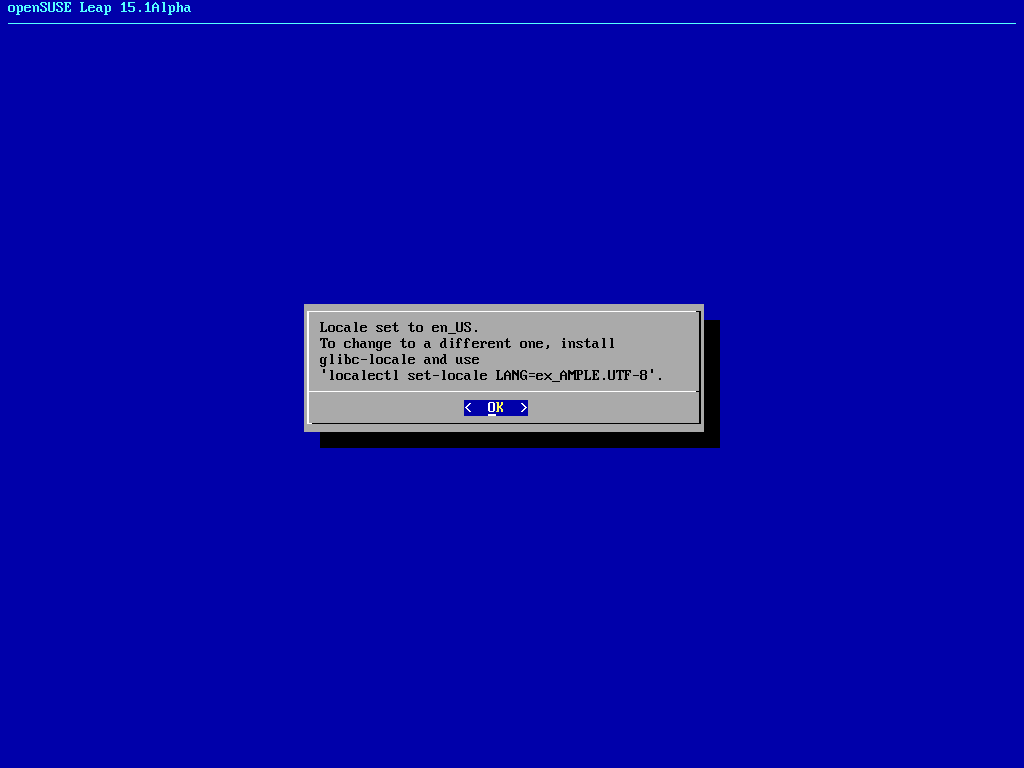 openSUSE Leap 15.1Alpha
Locale set to en_US.
To change to a different one, install
glibc-locale and use
'localectl set-locale LANG=ex_AMPLE.UTF-8'.
<  OK  >